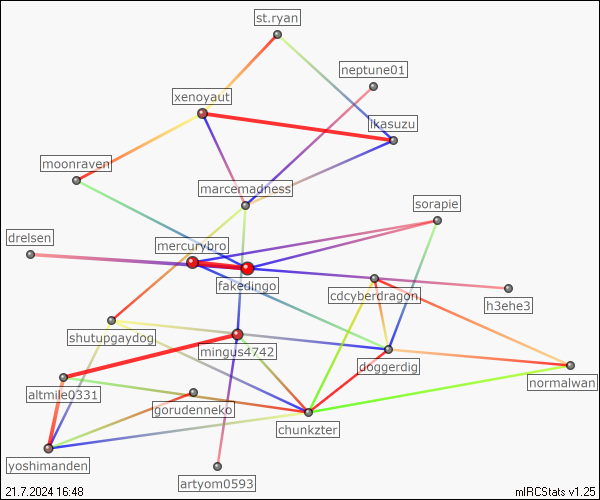 st.ryan
neptune01
xenoyaut
likasuzu
moonraven
marcemadness
sorapie
drelsen
mercurybro
fakedingo
cdcyberdragon
h3ehe3
shutupgaydog
mingus4742
doggerdig
normalwan
altmile0331
gorudenneko
chunkzter
yoshimanden
artyom0593
21.7.2024 16:48
mIRCStats v1.25